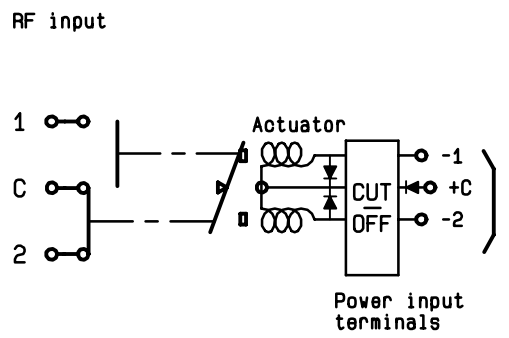 RF input
Actuator
1
-1
C
CUT
+C
OFF
-2
2
Power input
terminals